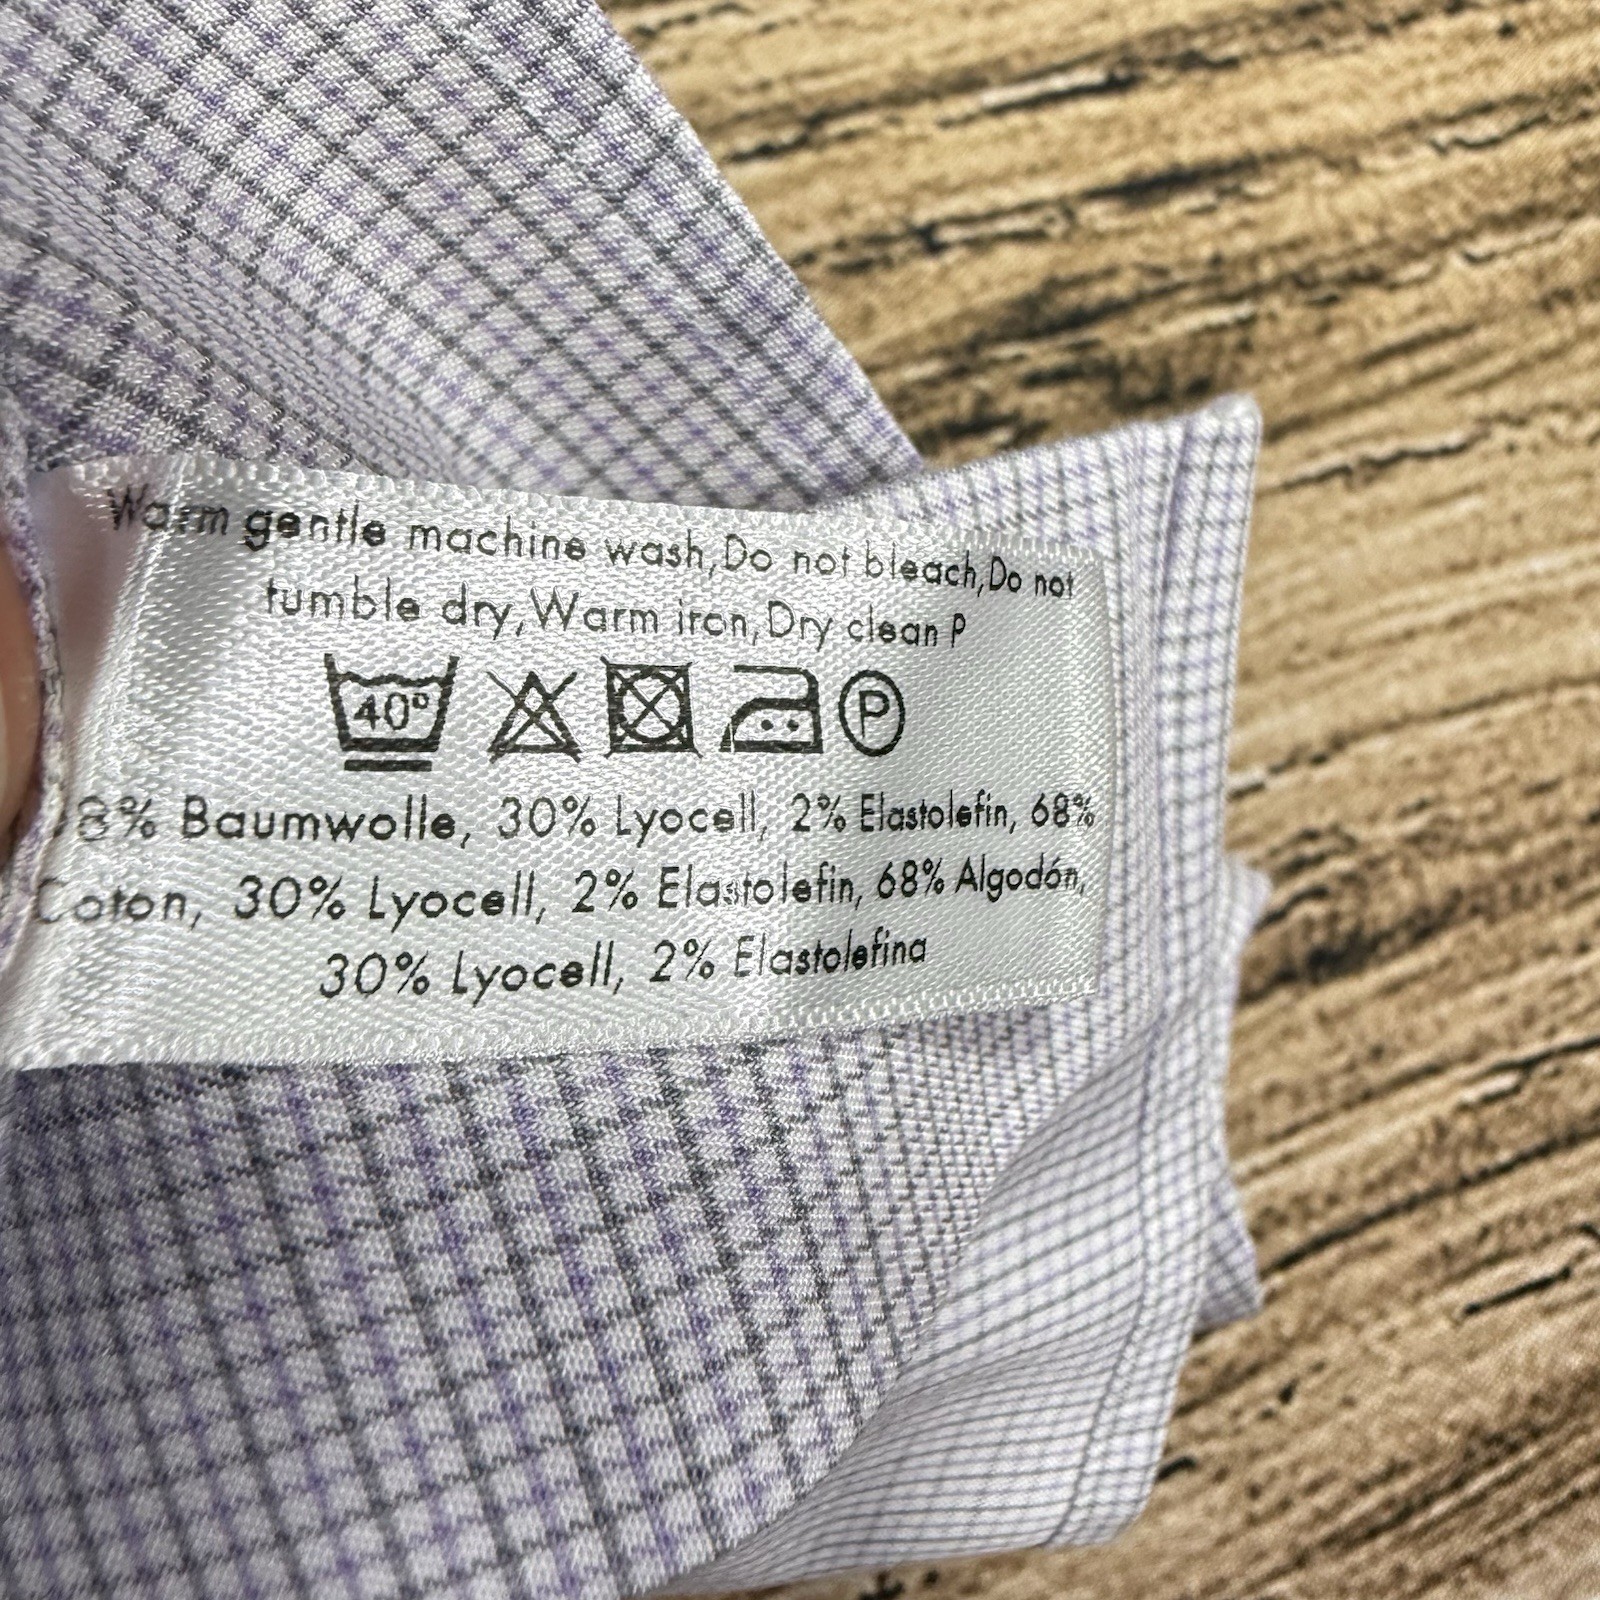 Warm gentle machine wash,Do not bleach,Do not
tumble dry,Warm iron,Dry clean P
40° P
8% Baumwolle, 30% Lyocell, 2% Elastolefin, 68%
Coton, 30% Lyocell, 2% Elastolefin, 68% Algodón,
30% Lyocell, 2% Elastolefina